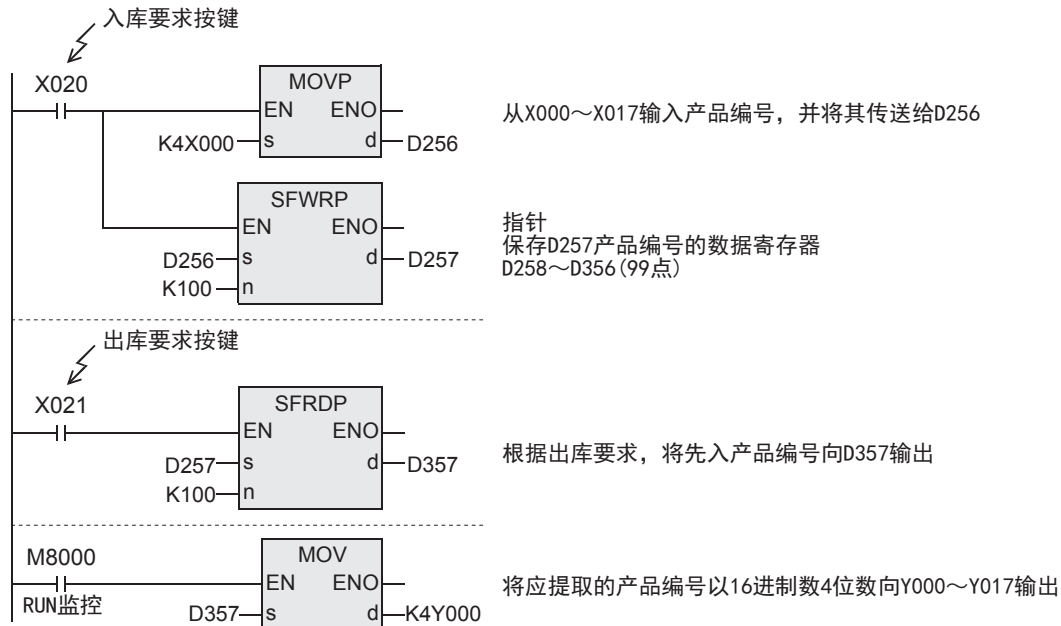 入库要求按键
X020
MOVP
EN ENO
K4X000 s d D256
从X000～X017输入产品编号，并将其传送给D256
SFWRP
EN ENO
D256 s d D257
K100 n
指针
保存D257产品编号的数据寄存器
D258～D356(99点)
出库要求按键
X021
SFRDP
EN ENO
D257 s d D357
K100 n
根据出库要求，将先入产品编号向D357输出
M8000
RUN监控
MOV
EN ENO
D357 s d K4Y000
将应提取的产品编号以16进制数4位数向Y000～Y017输出